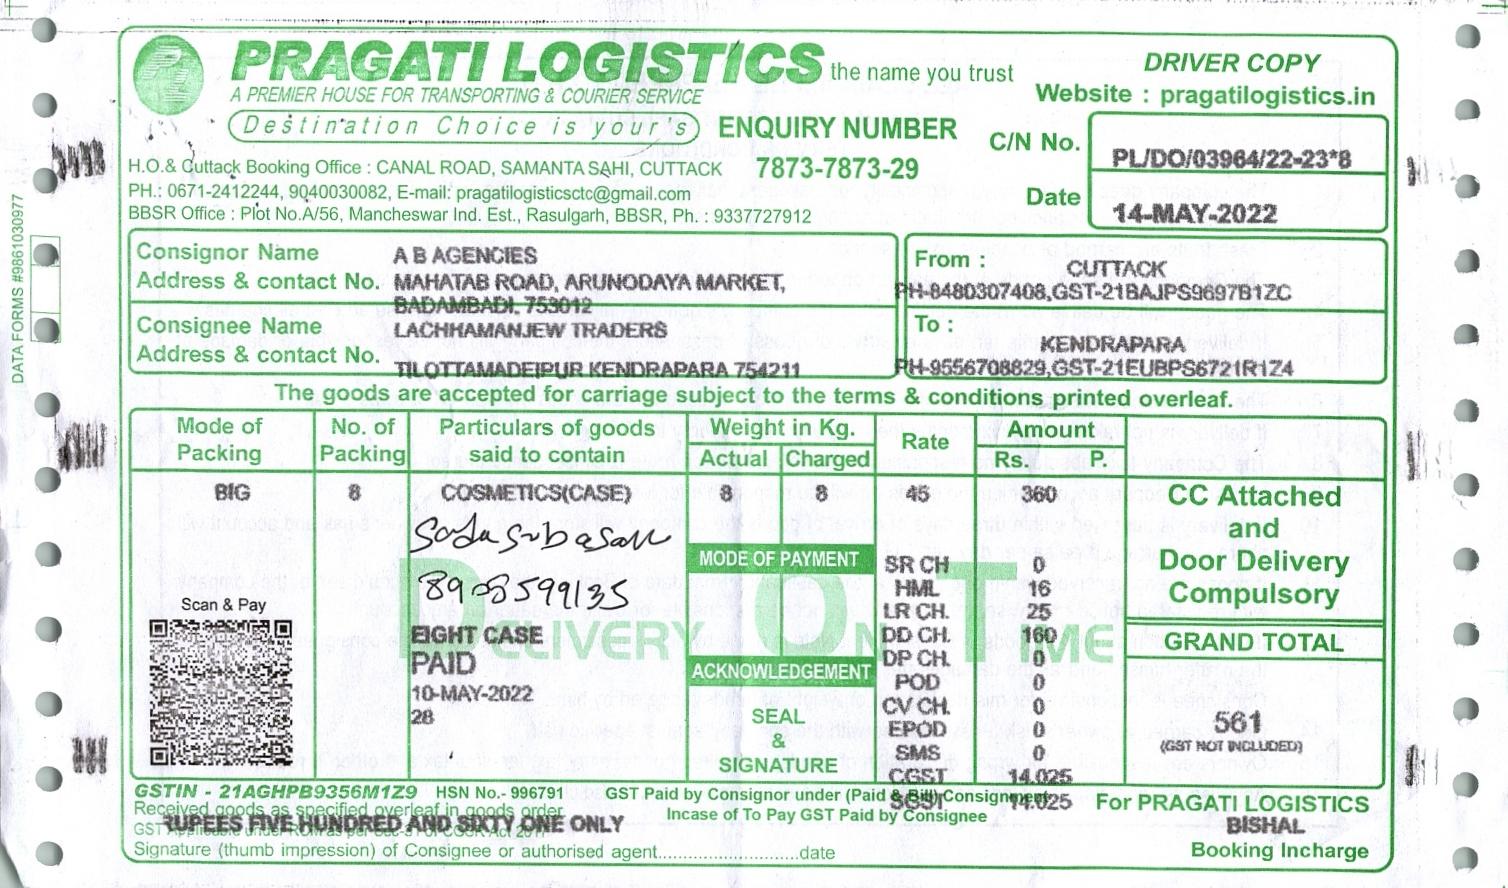 PRAGATI LOGISTICS the name you trust
A PREMIER HOUSE FOR TRANSPORTING & COURIER SERVICE
Destination Choice is your's
ENQUIRY NUMBER
7873-7873-29
DRIVER COPY
Website : pragatilogistics.in
C/N No. PL/DO/03964/22-23*8
Date 14-MAY-2022
H.O.& Cuttack Booking Office : CANAL ROAD, SAMANTA SAHI, CUTTACK
PH.: 0671-2412244, 9040030082, E-mail: pragatilogisticsctc@gmail.com
BBSR Office : Plot No.A/56, Mancheswar Ind. Est., Rasulgarh, BBSR, Ph. : 9337727912
DATA FORMS #9861030977
Consignor Name A B AGENCIES
Address & contact No. MAHATAB ROAD, ARUNODAYA MARKET,
BADAMBADI, 753012
Consignee Name LACHHAMANJEW TRADERS
Address & contact No.
TILOTTAMADEIPUR KENDRAPARA 754211
From : CUTTACK
PH-8480307408,GST-21BAJPS9697B1ZC
To : KENDRAPARA
PH-9556708829,GST-21EUBPS6721R1Z4
The goods are accepted for carriage subject to the terms & conditions printed overleaf.
Mode of Packing No. of Packing Particulars of goods said to contain Weight in Kg. Actual Charged Rate Amount Rs. P.
BIG 8 COSMETICS(CASE) 8 8 45 360
8908599135
EIGHT CASE
PAID
10-MAY-2022
28
Scan & Pay
MODE OF PAYMENT
DELIVERY ON TIME
ACKNOWLEDGEMENT
SEAL
&
SIGNATURE
SR CH 0
HML 16
LR CH. 25
DD CH. 160
DP CH. 0
POD 0
CV CH. 0
EPOD 0
SMS 0
CGST 14.025
SGST 14.025
CC Attached
and
Door Delivery
Compulsory
GRAND TOTAL
561
(GST NOT INCLUDED)
GSTIN - 21AGHPB9356M1Z9 HSN No.- 996791 GST Paid by Consignor under (Paid & Bill) Consignment
Incase of To Pay GST Paid by Consignee
Received goods as specified overleaf in goods order
RUPEES FIVE HUNDRED AND SIXTY ONE ONLY
GST Applicable under RCM as per
Signature (thumb impression) of Consignee or authorised agent........................date
For PRAGATI LOGISTICS
BISHAL
Booking Incharge